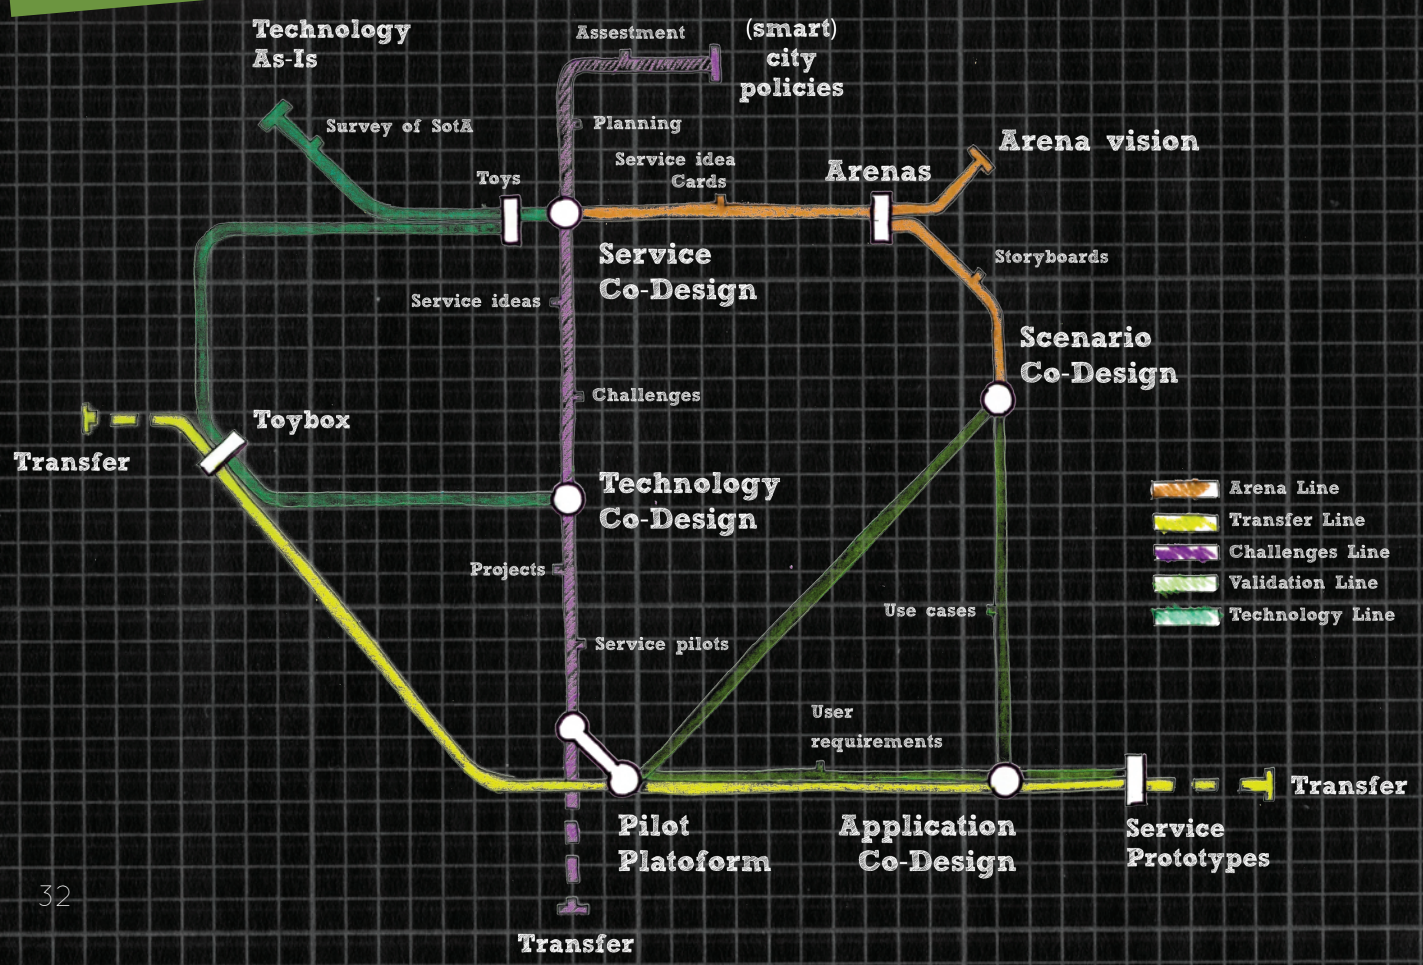 Technology
As-Is
Assestment
(smart)
city
policies
Survey of SotA
Planning
Service idea
Cards
Arenas
Arena vision
Toys
Service
Co-Design
Storyboards
Service ideas
Scenario
Co-Design
Challenges
Toybox
Transfer
Technology
Co-Design
Arena Line
Transfer Line
Challenges Line
Validation Line
Technology Line
Projects
Use cases
Service pilots
User
requirements
Transfer
Pilot
Platoform
Application
Co-Design
Service
Prototypes
32
Transfer